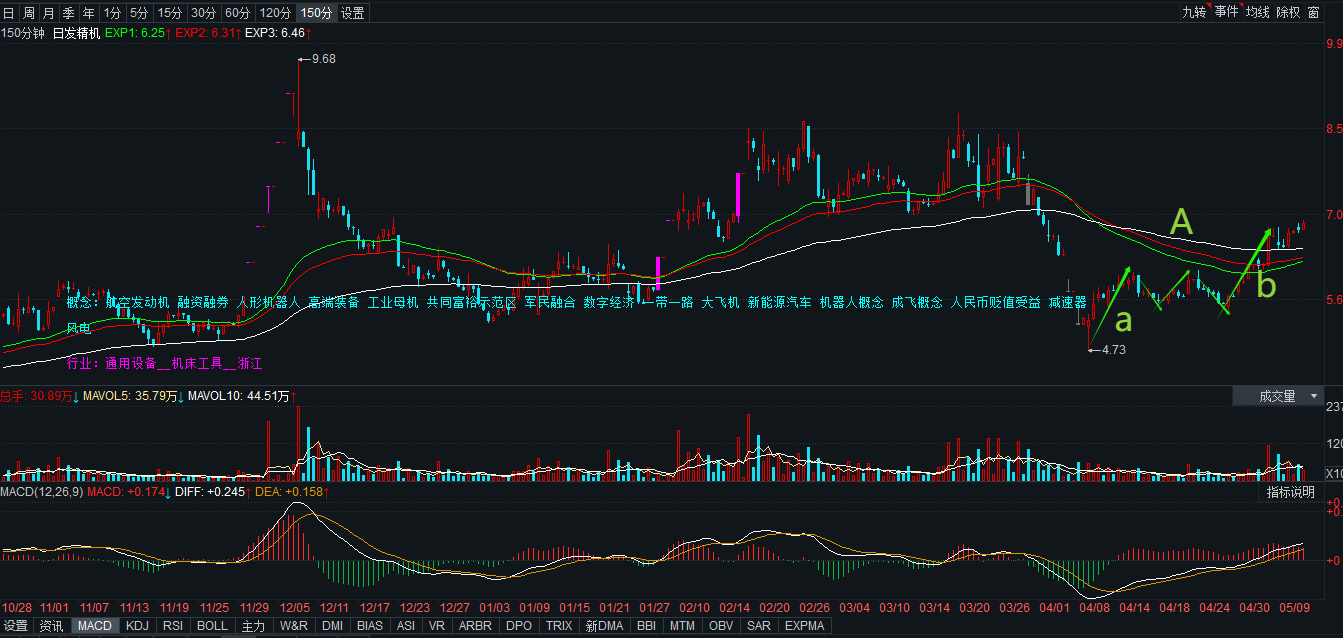 日 周 月 季 年 1分 5分 15分 30分 60分 120分 150分 设置 九转 事件 均线 除权 窗
150分钟 日发精机 EXP1: 6.25↑ EXP2: 6.31↑ EXP3: 6.46↑
9.9
9.68
8.5
7.0
A
5.6
概念: 航空发动机 融资融券 人形机器人 高端装备 工业母机 共同富裕示范区 军民融合 数字经济 一带一路 大飞机 新能源汽车 机器人概念 成飞概念 人民币贬值受益 减速器
风电
b
a
4.73
行业: 通用设备__机床工具__浙江
总手: 30.89万↓ MAVOL5: 35.79万↓ MAVOL10: 44.51万↑ 成交量
237
120
X10
MACD(12,26,9) MACD: +0.174↓ DIFF: +0.245↑ DEA: +0.158↑ 指标说明
+0
+0
+0
10/28 11/01 11/07 11/13 11/19 11/25 11/29 12/05 12/11 12/17 12/23 12/27 01/03 01/09 01/15 01/21 01/27 02/10 02/14 02/20 02/26 03/04 03/10 03/14 03/20 03/26 04/01 04/08 04/14 04/18 04/24 04/30 05/09
设置 资讯 MACD KDJ RSI BOLL 主力 W&R DMI BIAS ASI VR ARBR DPO TRIX 新DMA BBI MTM OBV SAR EXPMA